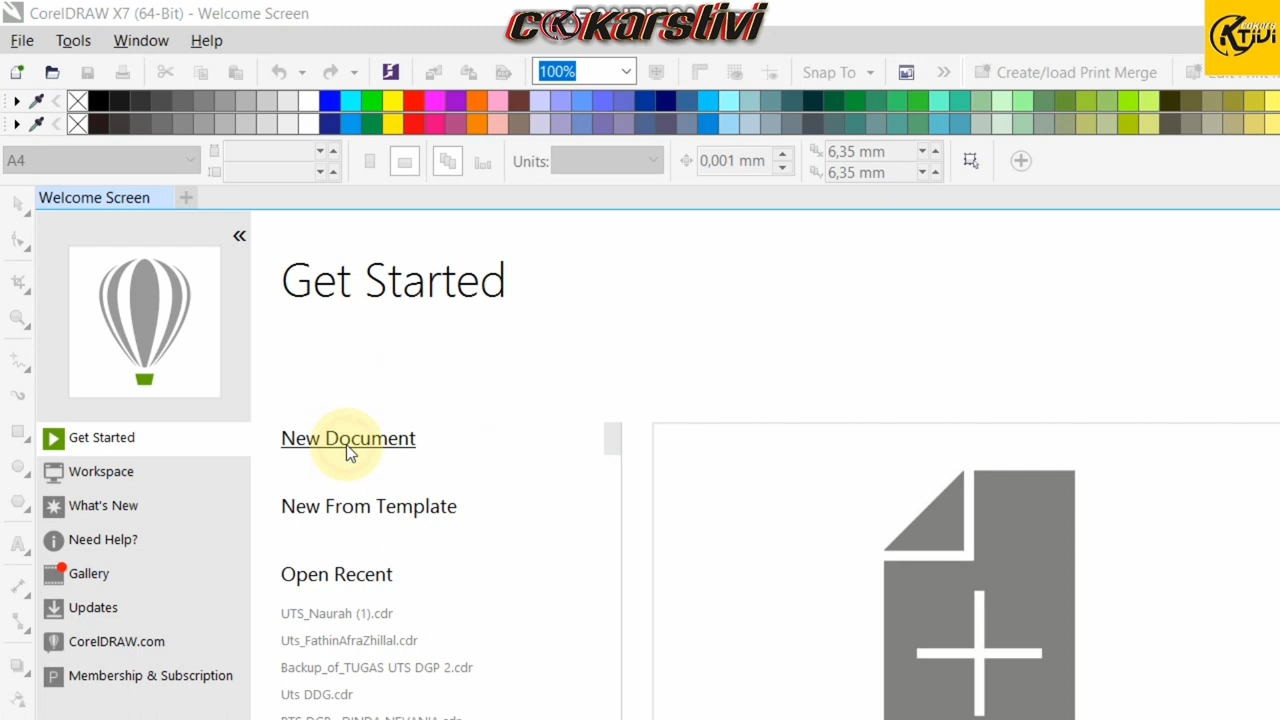 CorelDRAW X7 (64-Bit) - Welcome Screen
cokarstivi
KTiVi
File Tools Window Help
100%
Snap To
Create/load Print Merge
A4
Units:
0,001 mm
6,35 mm
6,35 mm
Welcome Screen
Get Started
Get Started
Workspace
What's New
Need Help?
Gallery
Updates
CorelDRAW.com
Membership & Subscription
New Document
New From Template
Open Recent
UTS_Naurah (1).cdr
Uts_FathinAfraZhillal.cdr
Backup_of_TUGAS UTS DGP 2.cdr
Uts DDG.cdr